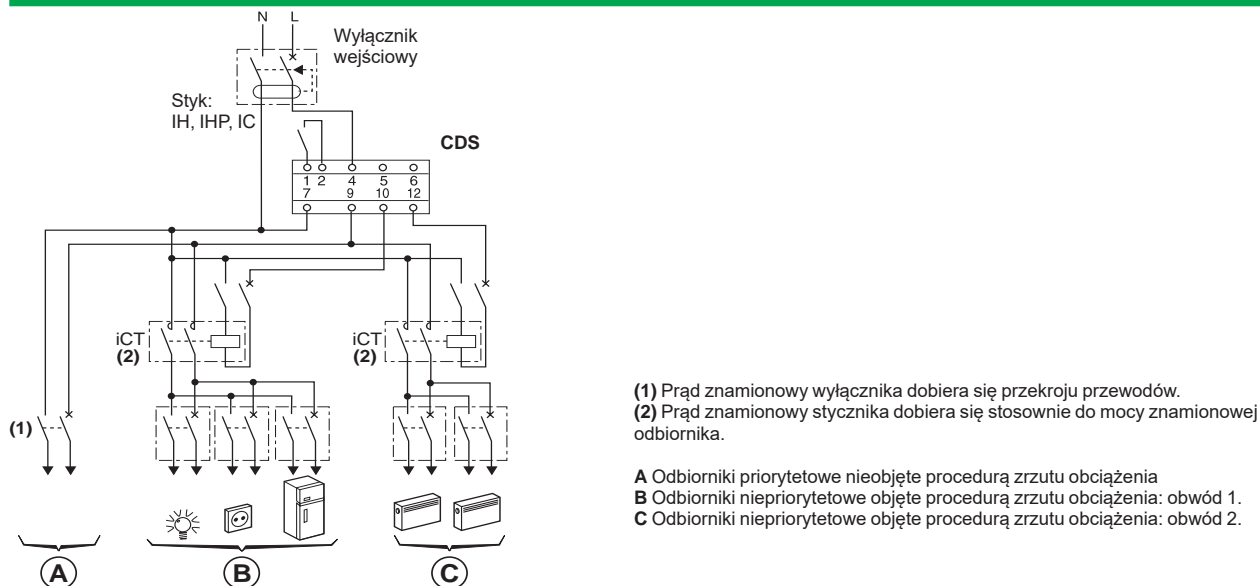 N L
Wyłącznik
wejściowy
Styk:
IH, IHP, IC
CDS
1 2 4 5 6
7 9 10 12
iCT
(2)
iCT
(2)
(1)
A
B
C
(1) Prąd znamionowy wyłącznika dobiera się przekroju przewodów.
(2) Prąd znamionowy stycznika dobiera się stosownie do mocy znamionowej
odbiornika.
A Odbiorniki priorytetowe nieobjęte procedurą zrzutu obciążenia
B Odbiorniki niepriorytetowe objęte procedurą zrzutu obciążenia: obwód 1.
C Odbiorniki niepriorytetowe objęte procedurą zrzutu obciążenia: obwód 2.